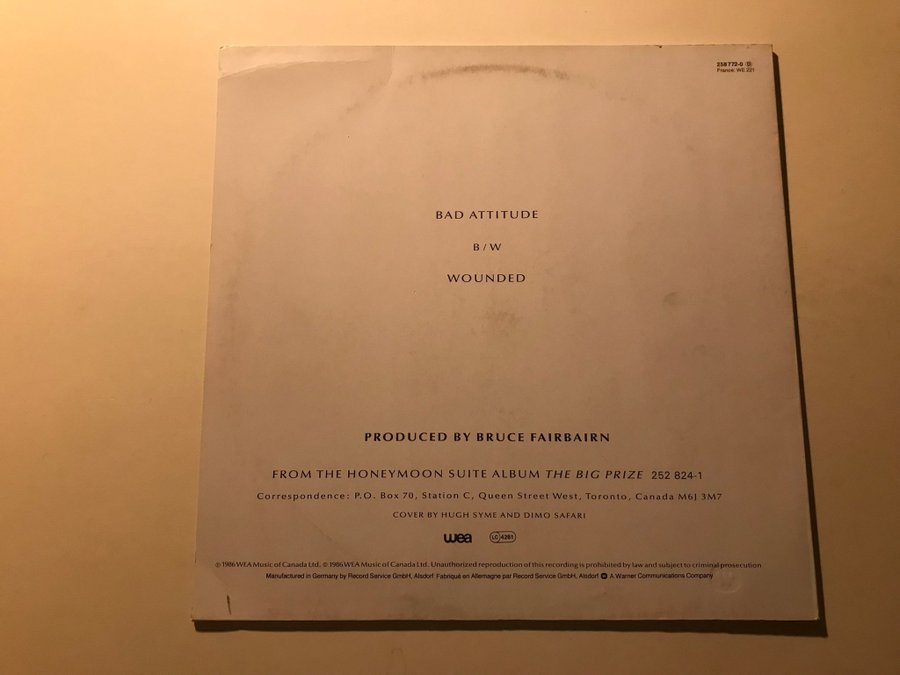 258 772-0 Ⓓ
France: WE 221
BAD ATTITUDE
B/W
WOUNDED
PRODUCED BY BRUCE FAIRBAIRN
FROM THE HONEYMOON SUITE ALBUM THE BIG PRIZE 252 824-1
Correspondence: P.O. Box 70, Station C, Queen Street West, Toronto, Canada M6J 3M7
COVER BY HUGH SYME AND DIMO SAFARI
wea LC 4281
℗ 1986 WEA Music of Canada Ltd. © 1986 WEA Music of Canada Ltd. Unauthorized reproduction of this recording is prohibited by law and subject to criminal prosecution
Manufactured in Germany by Record Service GmbH, Alsdorf. Fabriqué en Allemagne par Record Service GmbH, Alsdorf A Warner Communications Company